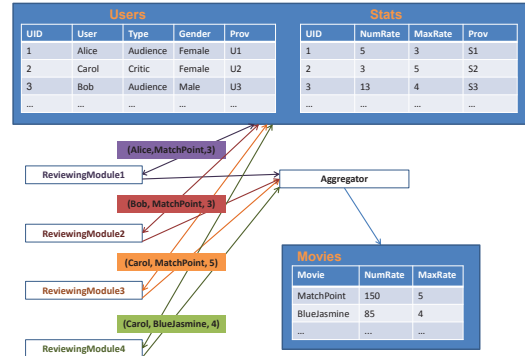 Users
UID User Type Gender Prov
1 Alice Audience Female U1
2 Carol Critic Female U2
3 Bob Audience Male U3
... ... ... ... ...
Stats
UID NumRate MaxRate Prov
1 5 3 S1
2 3 5 S2
3 13 4 S3
... ... ... ...
(Alice,MatchPoint,3)
ReviewingModule1
Aggregator
(Bob, MatchPoint, 3)
ReviewingModule2
(Carol, MatchPoint, 5)
ReviewingModule3
(Carol, BlueJasmine, 4)
ReviewingModule4
Movies
Movie NumRate MaxRate
MatchPoint 150 5
BlueJasmine 85 4
... ... ...